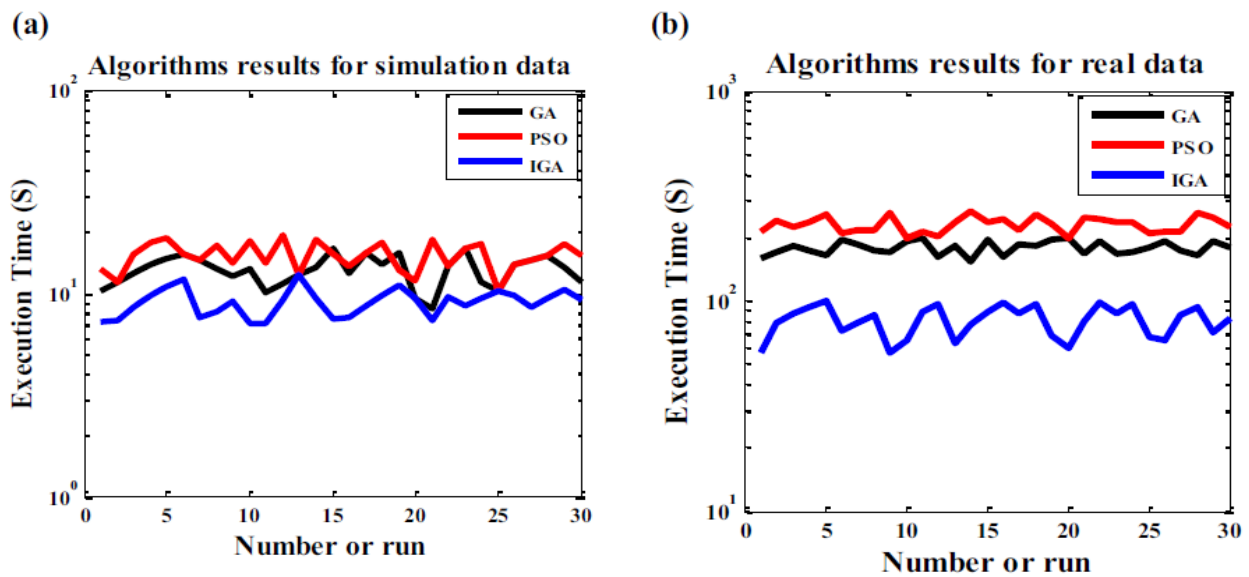 (a)
Algorithms results for simulation data
10^2
10^1
10^0
Execution Time (S)
GA
PSO
IGA
0 5 10 15 20 25 30
Number or run
(b)
Algorithms results for real data
10^3
10^2
10^1
Execution Time (S)
GA
PSO
IGA
0 5 10 15 20 25 30
Number or run